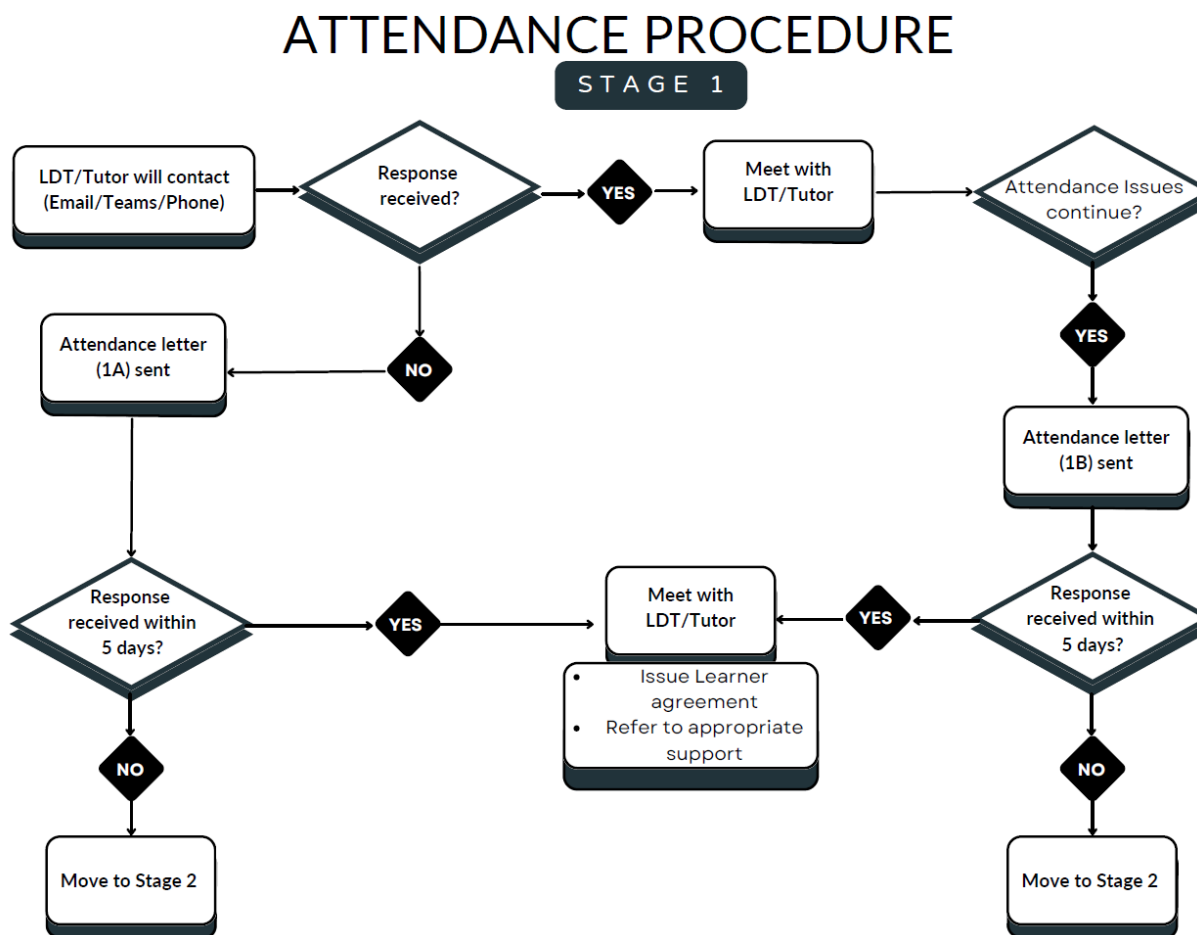 ATTENDANCE PROCEDURE
STAGE 1
LDT/Tutor will contact
(Email/Teams/Phone)
Response
received?
YES
Meet with
LDT/Tutor
Attendance Issues
continue?
NO
Attendance letter
(1A) sent
YES
Attendance letter
(1B) sent
Response
received within
5 days?
YES
Meet with
LDT/Tutor
• Issue Learner
agreement
• Refer to appropriate
support
YES
Response
received within
5 days?
NO
Move to Stage 2
NO
Move to Stage 2